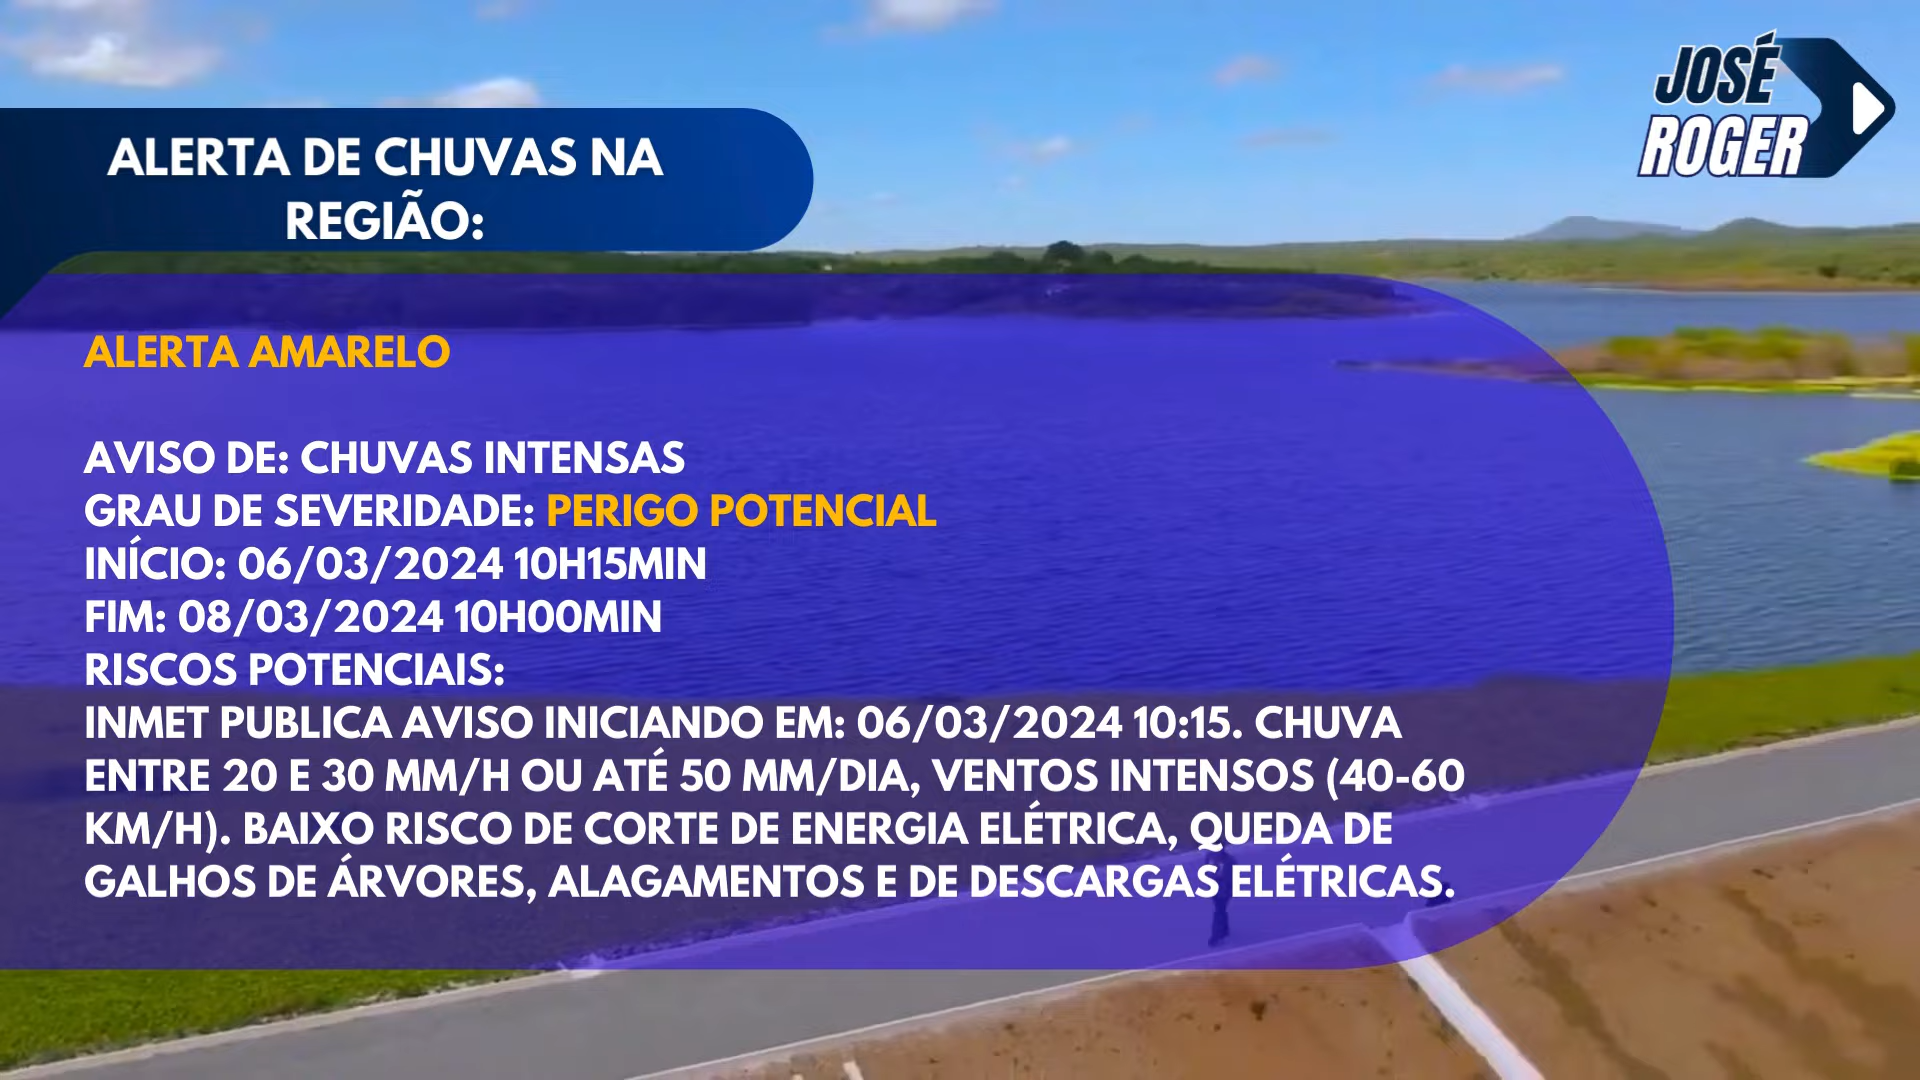 JOSÉ
ROGER
ALERTA DE CHUVAS NA
REGIÃO:
ALERTA AMARELO
AVISO DE: CHUVAS INTENSAS
GRAU DE SEVERIDADE: PERIGO POTENCIAL
INÍCIO: 06/03/2024 10H15MIN
FIM: 08/03/2024 10H00MIN
RISCOS POTENCIAIS:
INMET PUBLICA AVISO INICIANDO EM: 06/03/2024 10:15. CHUVA
ENTRE 20 E 30 MM/H OU ATÉ 50 MM/DIA, VENTOS INTENSOS (40-60
KM/H). BAIXO RISCO DE CORTE DE ENERGIA ELÉTRICA, QUEDA DE
GALHOS DE ÁRVORES, ALAGAMENTOS E DE DESCARGAS ELÉTRICAS.